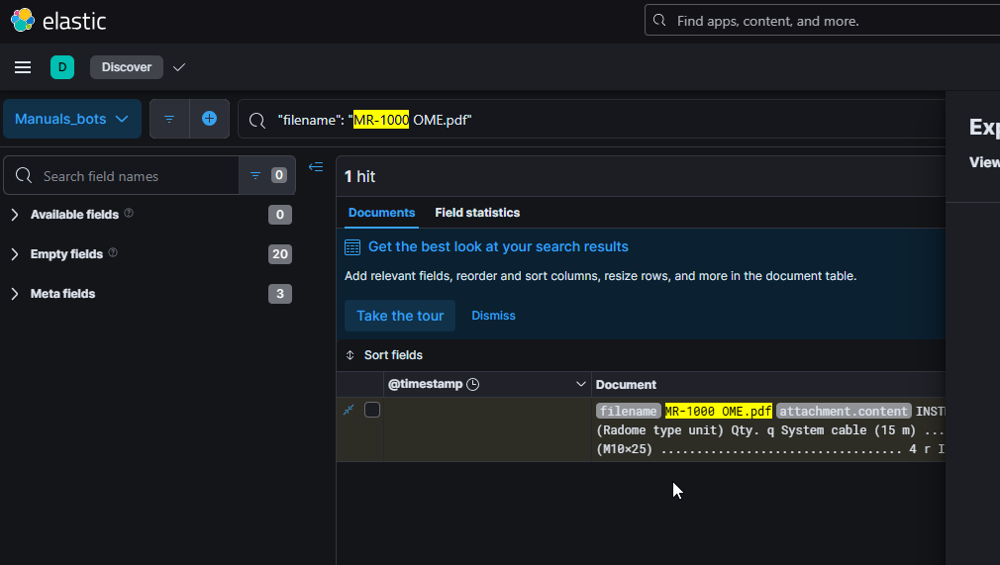 elastic
Find apps, content, and more.
D
Discover
Manuals_bots
"filename": "MR-1000 OME.pdf"
Exp
View
Search field names
0
1 hit
Available fields
0
Documents
Field statistics
Empty fields
20
Get the best look at your search results
Add relevant fields, reorder and sort columns, resize rows, and more in the document table.
Meta fields
3
Take the tour
Dismiss
Sort fields
@timestamp
Document
filename MR-1000 OME.pdf attachment.content INST
(Radome type unit) Qty. q System cable (15 m) ...
(M10×25) .................................. 4 r I